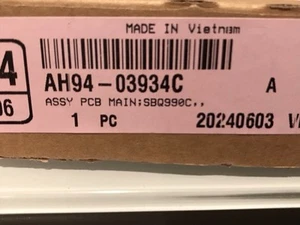 MADE IN Vietnam
4
06
AH94-03934C A
ASSY PCB MAIN;SBQ990C,,
1 PC 20240603